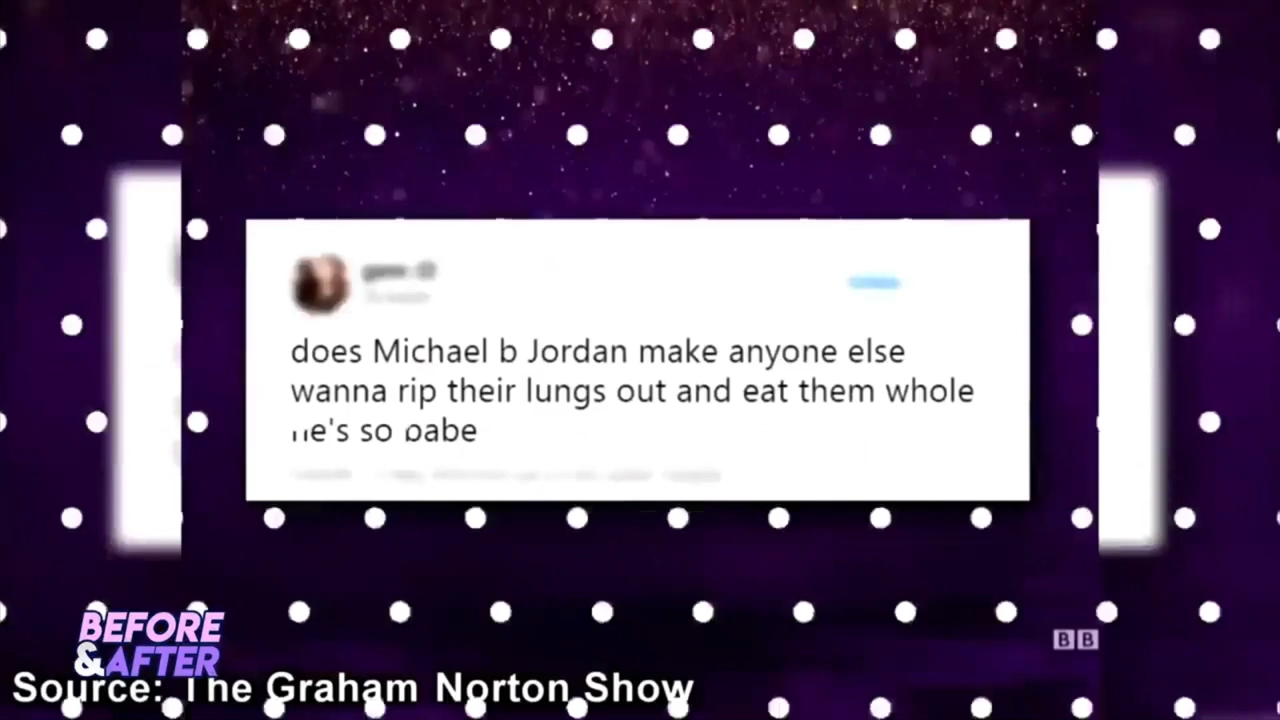 does Michael b Jordan make anyone else
wanna rip their lungs out and eat them whole
he's so babe
BEFORE
&AFTER
BB
Source: The Graham Norton Show